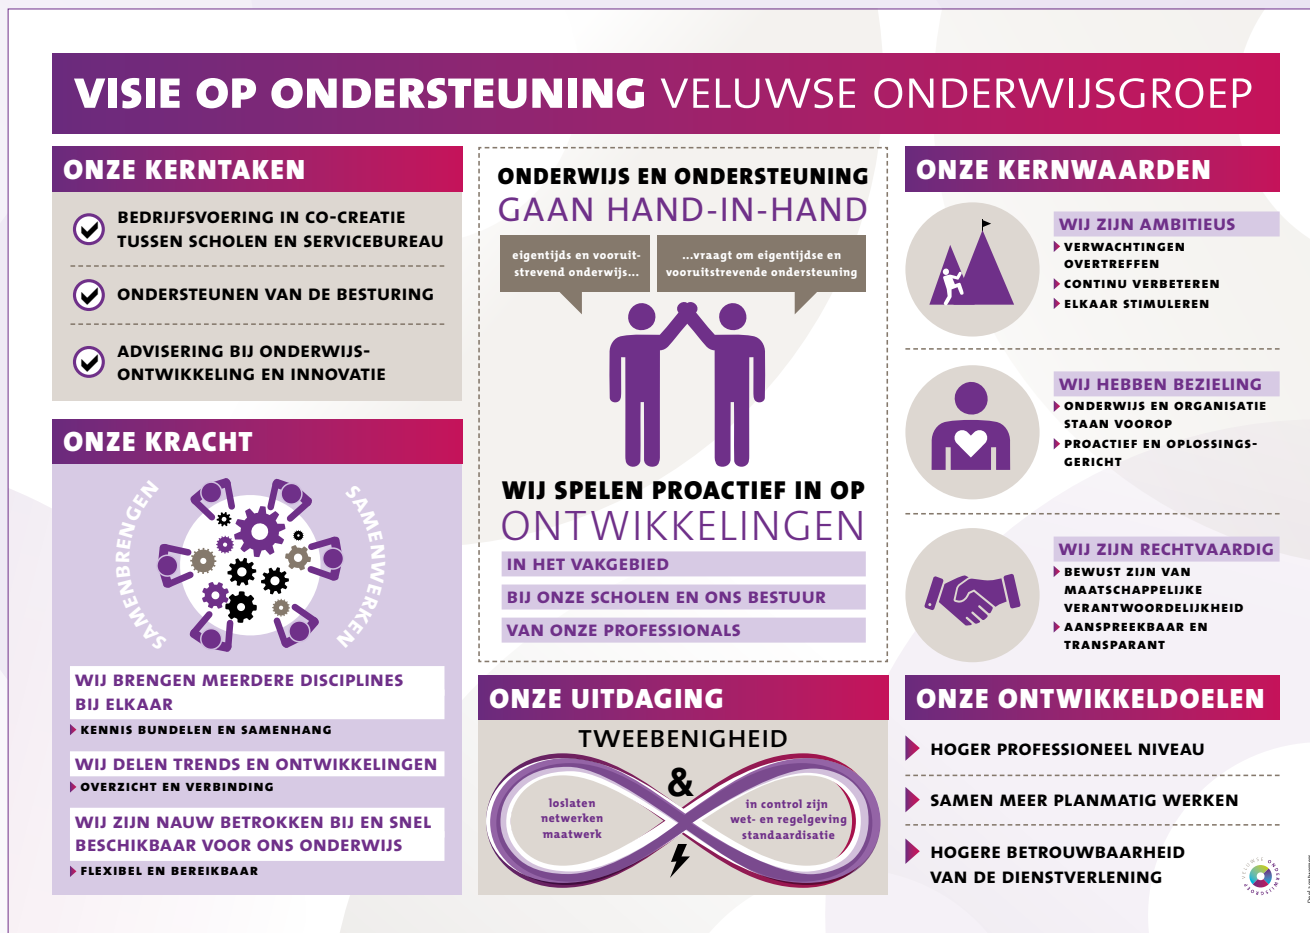 VISIE OP ONDERSTEUNING VELUWSE ONDERWIJSGROEP
ONZE KERNTAKEN
BEDRIJFSVOERING IN CO-CREATIE
TUSSEN SCHOLEN EN SERVICEBUREAU
ONDERSTEUNEN VAN DE BESTURING
ADVISERING BIJ ONDERWIJS-
ONTWIKKELING EN INNOVATIE
ONZE KRACHT
SAMENBRENGEN
SAMENWERKEN
WIJ BRENGEN MEERDERE DISCIPLINES
BIJ ELKAAR
KENNIS BUNDELEN EN SAMENHANG
WIJ DELEN TRENDS EN ONTWIKKELINGEN
OVERZICHT EN VERBINDING
WIJ ZIJN NAUW BETROKKEN BIJ EN SNEL
BESCHIKBAAR VOOR ONS ONDERWIJS
FLEXIBEL EN BEREIKBAAR
ONDERWIJS EN ONDERSTEUNING
GAAN HAND-IN-HAND
eigentijds en vooruit-
strevend onderwijs...
...vraagt om eigentijdse en
vooruitstrevende ondersteuning
WIJ SPELEN PROACTIEF IN OP
ONTWIKKELINGEN
IN HET VAKGEBIED
BIJ ONZE SCHOLEN EN ONS BESTUUR
VAN ONZE PROFESSIONALS
ONZE UITDAGING
TWEEBENIGHEID
&
loslaten
netwerken
maatwerk
in control zijn
wet- en regelgeving
standaardisatie
ONZE KERNWAARDEN
WIJ ZIJN AMBITIEUS
VERWACHTINGEN
OVERTREFFEN
CONTINU VERBETEREN
ELKAAR STIMULEREN
WIJ HEBBEN BEZIELING
ONDERWIJS EN ORGANISATIE
STAAN VOOROP
PROACTIEF EN OPLOSSINGS-
GERICHT
WIJ ZIJN RECHTVAARDIG
BEWUST ZIJN VAN
MAATSCHAPPELIJKE
VERANTWOORDELIJKHEID
AANSPREEKBAAR EN
TRANSPARANT
ONZE ONTWIKKELDOELEN
HOGER PROFESSIONEEL NIVEAU
SAMEN MEER PLANMATIG WERKEN
HOGERE BETROUWBAARHEID
VAN DE DIENSTVERLENING
VELUWSE ONDERWIJSGROEP